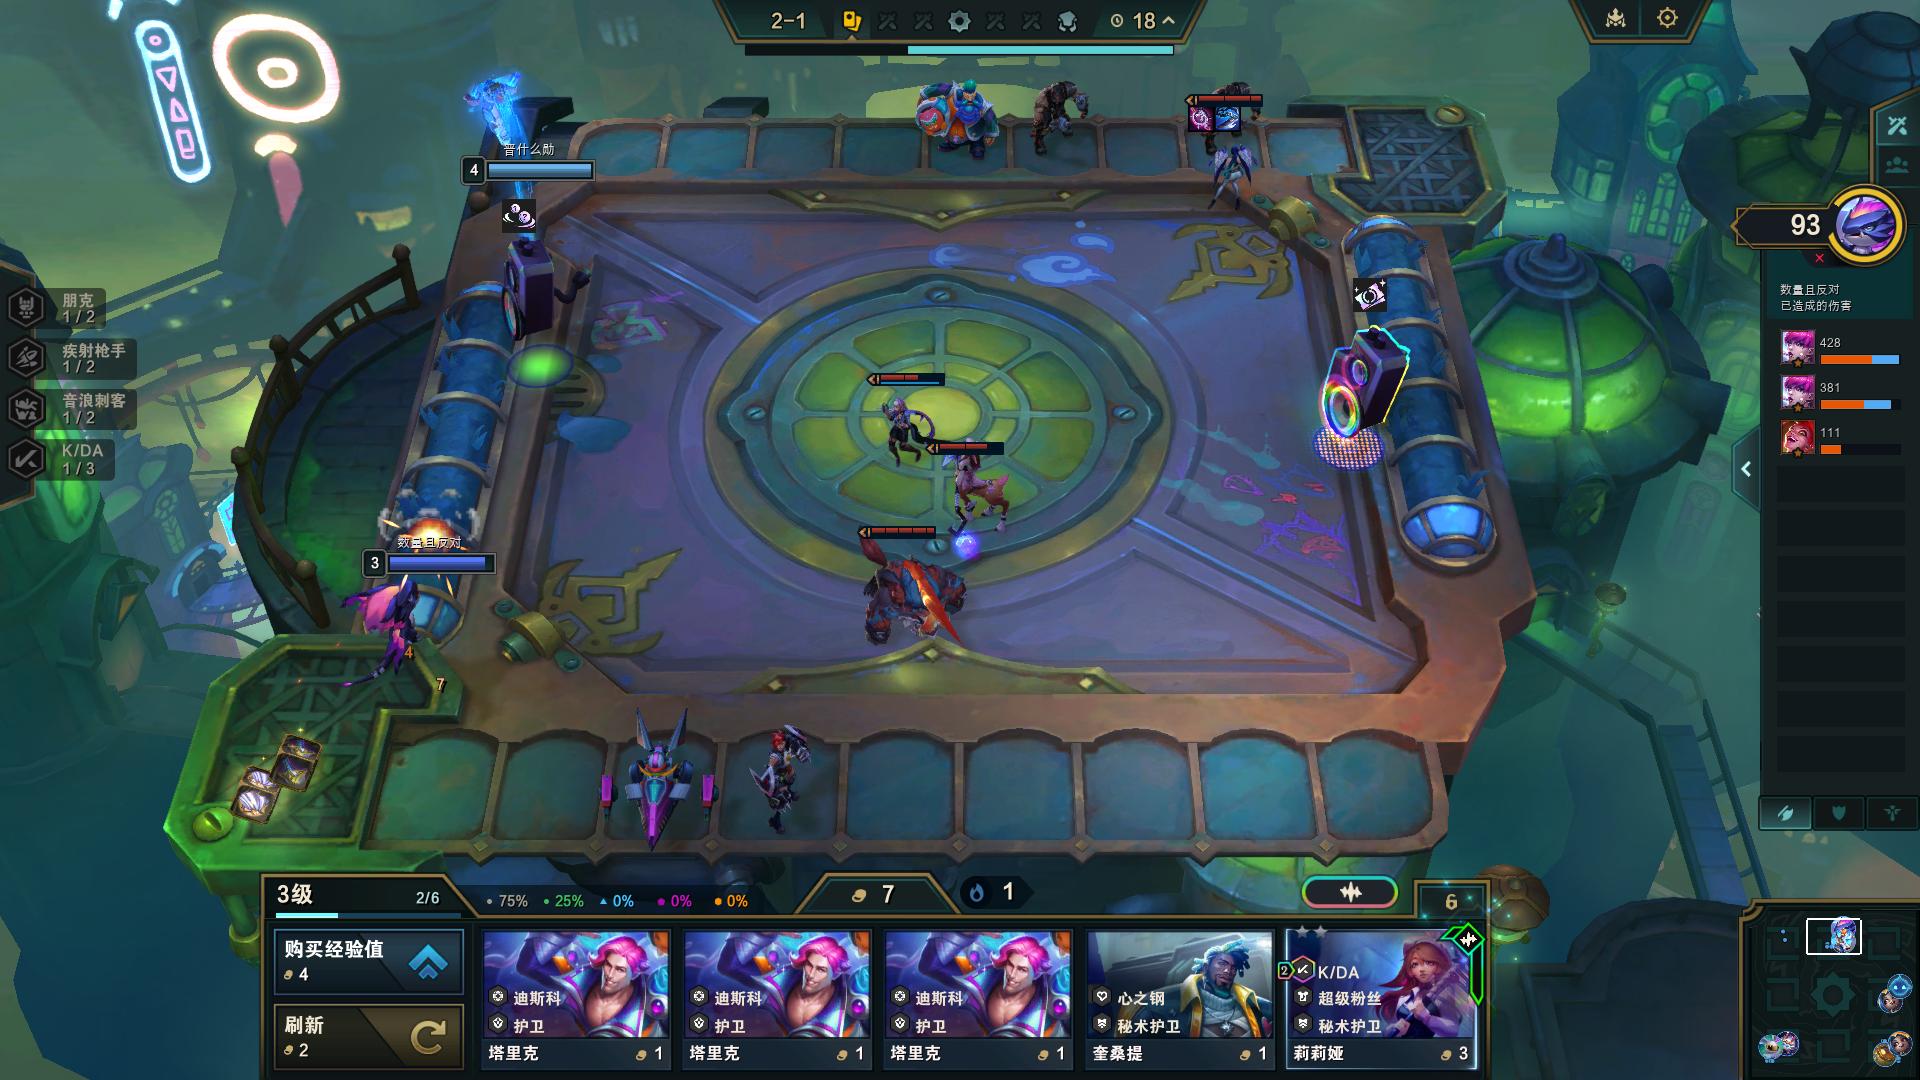 2-1
18
4
晋什么勋
93
数量且反对
已造成的伤害
428
381
111
朋克
1 / 2
疾射枪手
1 / 2
音浪刺客
1 / 2
K/DA
1 / 3
3
数量且反对
4
7
3级
2/6
75%
25%
0%
0%
0%
7
1
6
购买经验值
4
刷新
2
迪斯科
护卫
塔里克
1
迪斯科
护卫
塔里克
1
迪斯科
护卫
塔里克
1
心之钢
秘术护卫
奎桑提
1
2
K/DA
超级粉丝
秘术护卫
莉莉娅
3